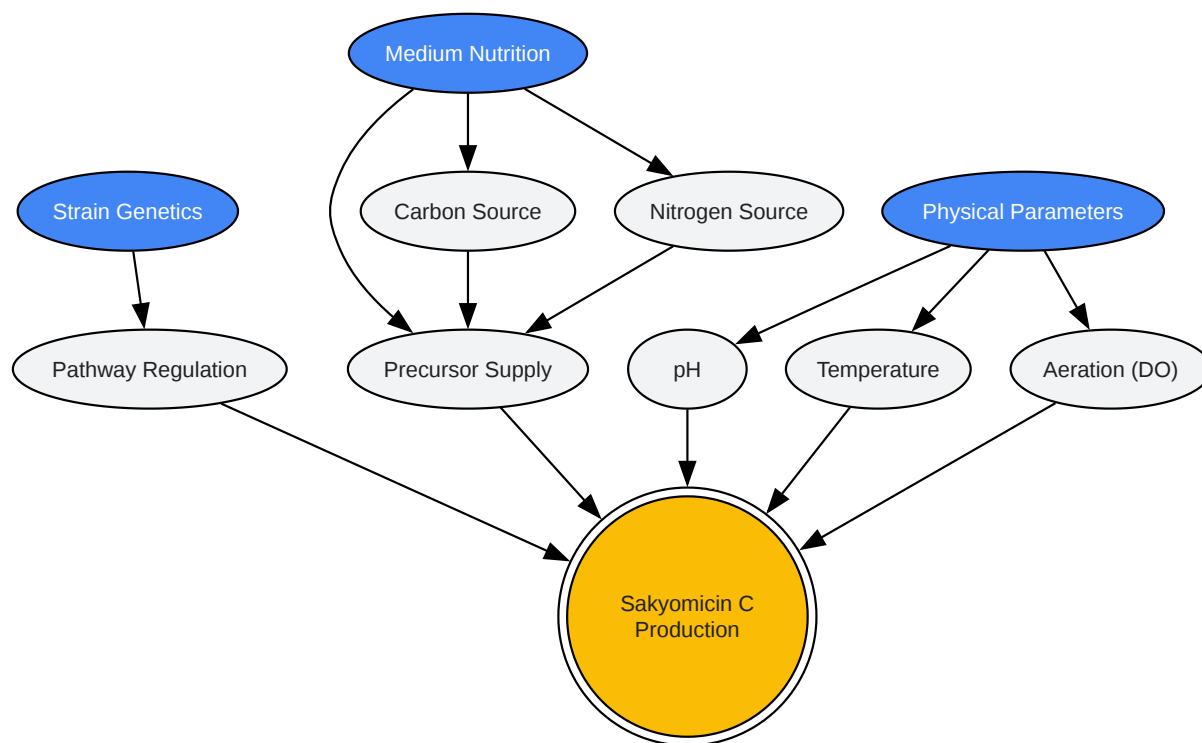 Medium Nutrition
Strain Genetics
Carbon Source
Nitrogen Source
Physical Parameters
Pathway Regulation
Precursor Supply
pH
Temperature
Aeration (DO)
Sakyomicin C
Production